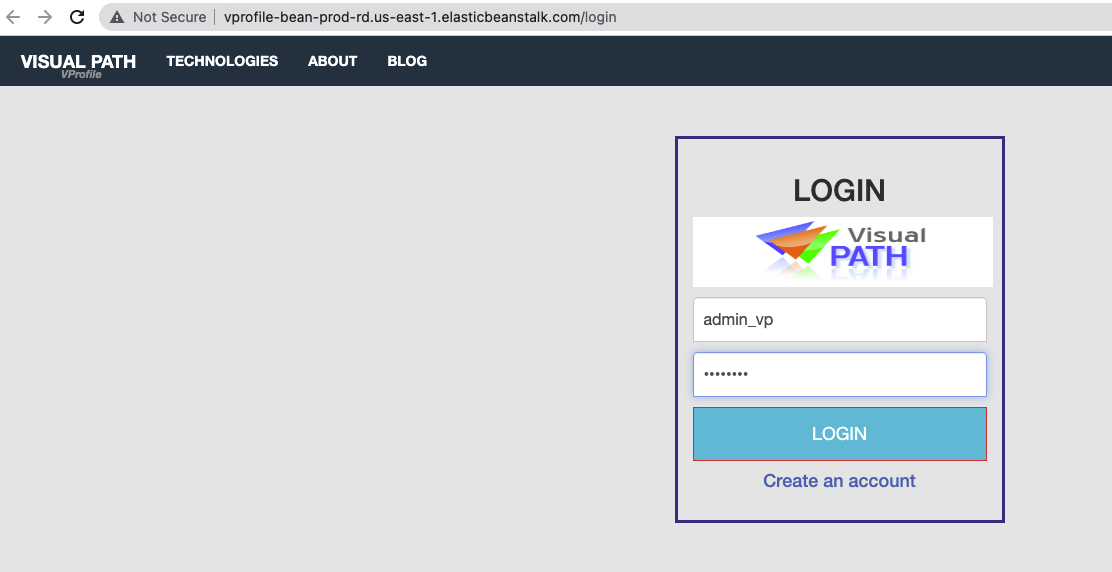 Not Secure vprofile-bean-prod-rd.us-east-1.elasticbeanstalk.com/login
VISUAL PATH TECHNOLOGIES ABOUT BLOG
VProfile
LOGIN
Visual
PATH
admin_vp
••••••••
LOGIN
Create an account